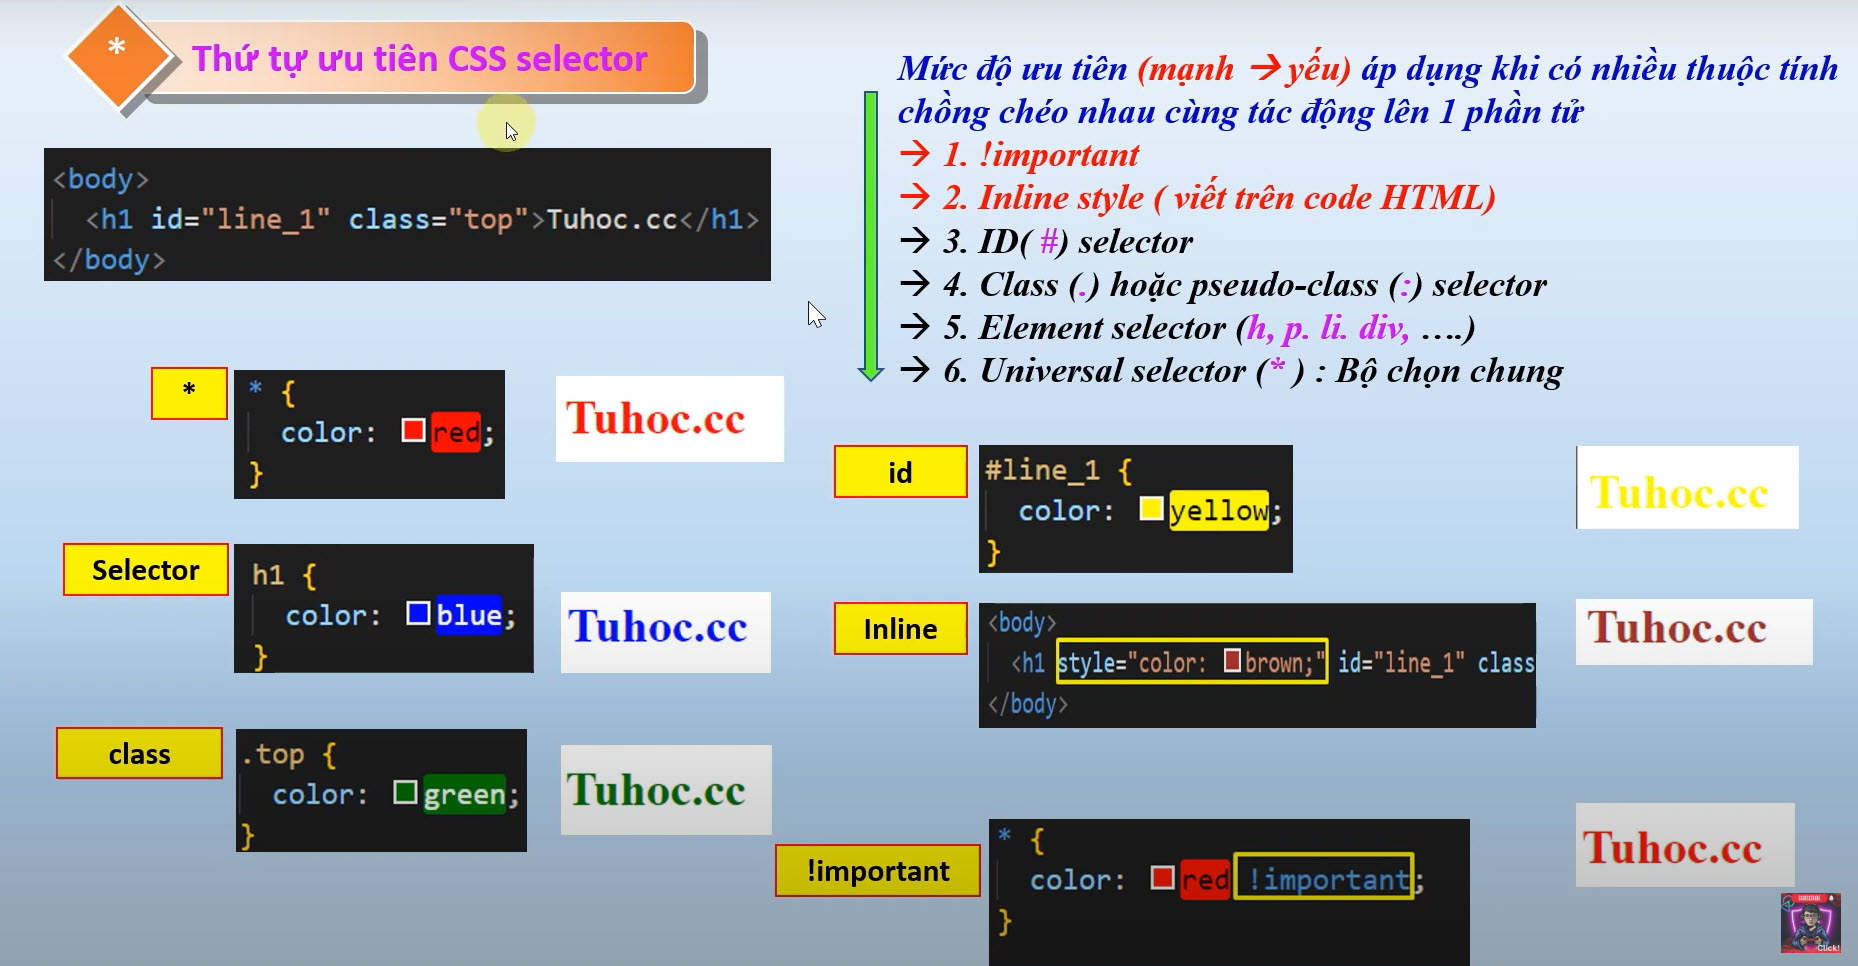 *
Thứ tự ưu tiên CSS selector
<body>
<h1 id="line_1" class="top">Tuhoc.cc</h1>
</body>
Mức độ ưu tiên (mạnh → yếu) áp dụng khi có nhiều thuộc tính
chồng chéo nhau cùng tác động lên 1 phần tử
→ 1. !important
→ 2. Inline style ( viết trên code HTML)
→ 3. ID( #) selector
→ 4. Class (.) hoặc pseudo-class (:) selector
→ 5. Element selector (h, p. li. div, ….)
→ 6. Universal selector (* ) : Bộ chọn chung
*
* {
color: red;
}
Tuhoc.cc
Selector
h1 {
color: blue;
}
Tuhoc.cc
class
.top {
color: green;
}
Tuhoc.cc
id
#line_1 {
color: yellow;
}
Tuhoc.cc
Inline
<body>
<h1 style="color: brown;" id="line_1" class
</body>
Tuhoc.cc
!important
* {
color: red !important;
}
Tuhoc.cc
SUBSCRIBE
Click!